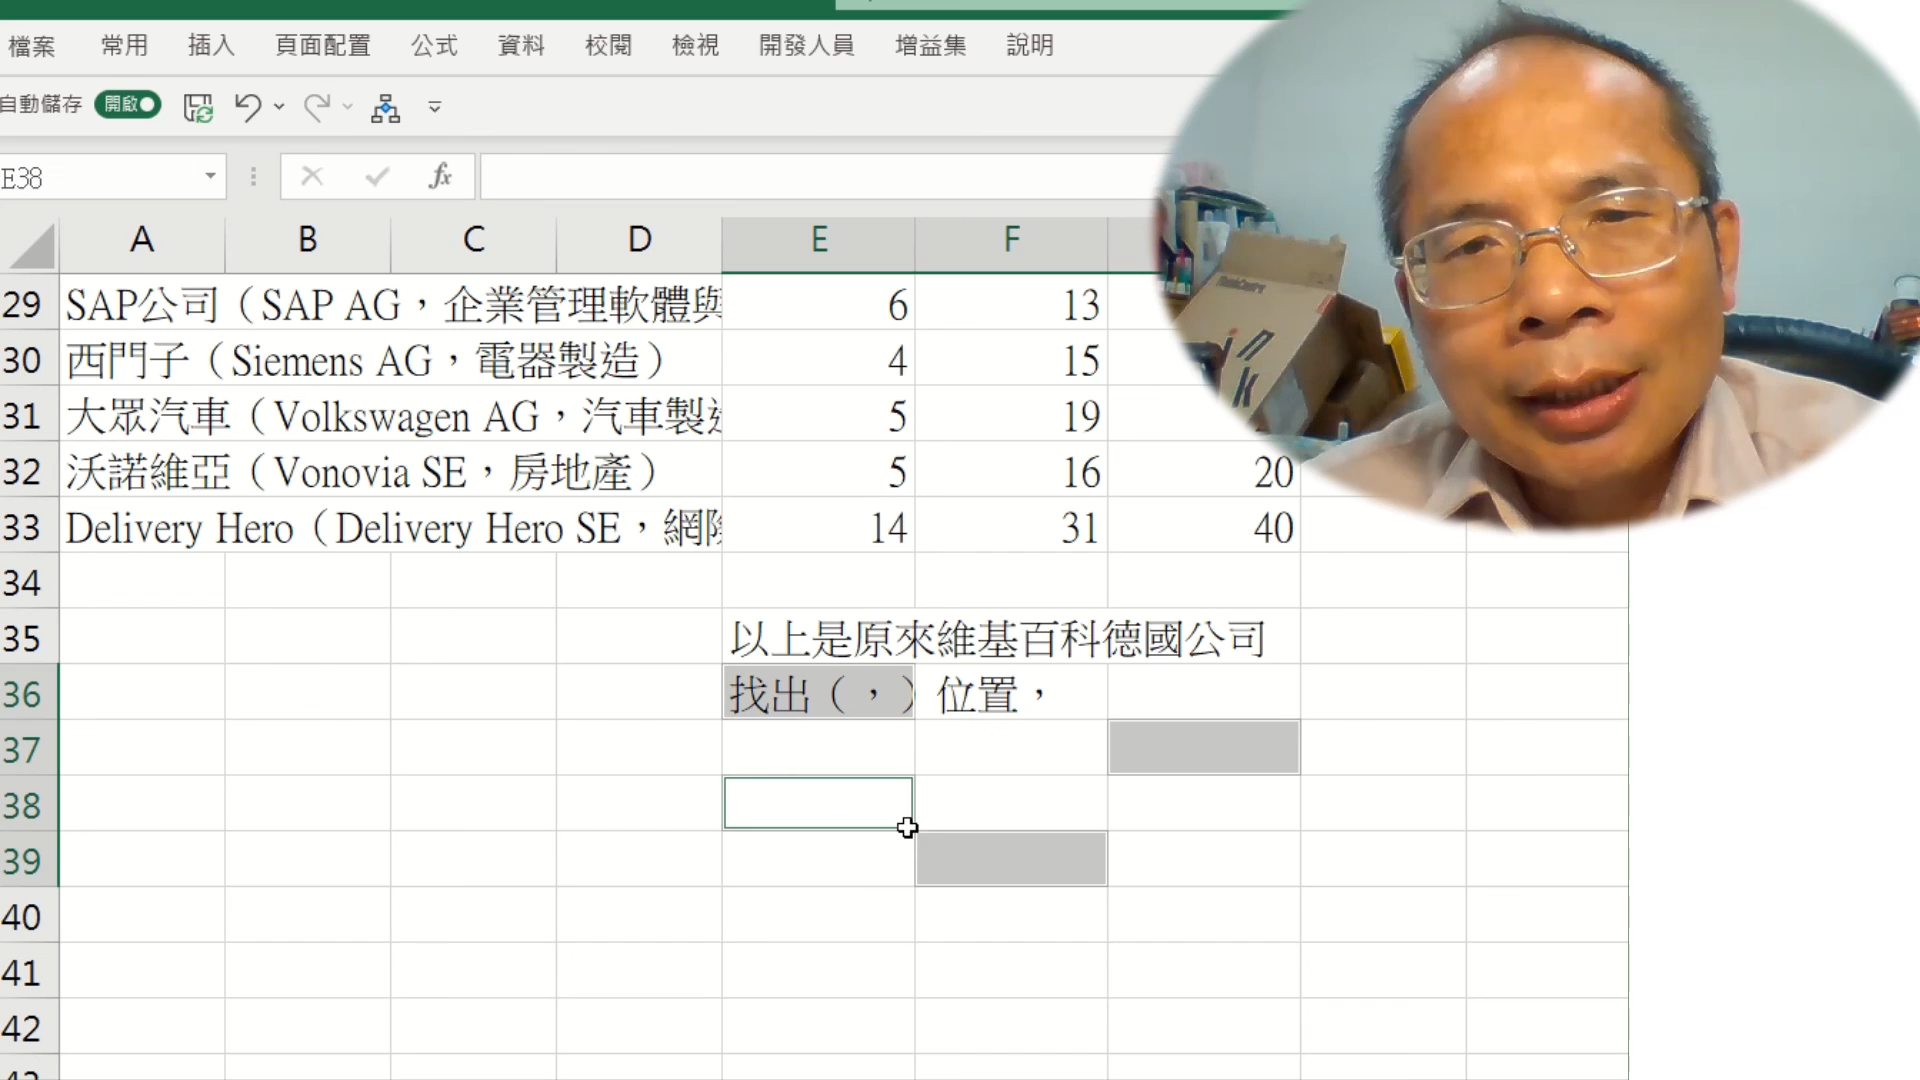 檔案 常用 插入 頁面配置 公式 資料 校閱 檢視 開發人員 增益集 說明
自動儲存 開啟
E38 fx
A B C D E F
29 SAP公司（SAP AG，企業管理軟體與 6 13
30 西門子（Siemens AG，電器製造） 4 15
31 大眾汽車（Volkswagen AG，汽車製造 5 19
32 沃諾維亞（Vonovia SE，房地產） 5 16 20
33 Delivery Hero（Delivery Hero SE，網際 14 31 40
34
35 以上是原來維基百科德國公司
36 找出（，）位置，
37
38
39
40
41
42